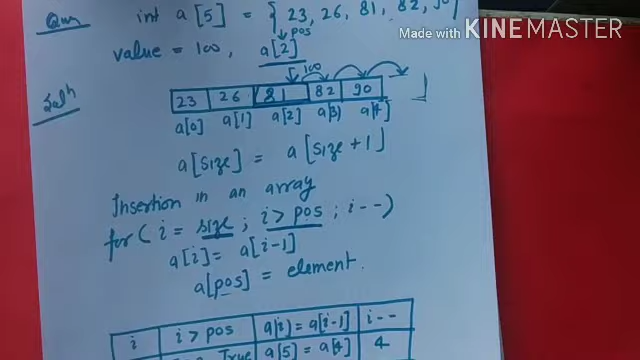 Qun int a[5] = { 23, 26, 81, 82, 90}
Made with KINEMASTER
pos
value = 100, a[2]
100
Solⁿ
23 26 81 82 90
a[0] a[1] a[2] a[3] a[4]
a[size] = a[size+1]
Insertion in an array
for( i = size ; i > pos ; i--)
a[i] = a[i-1]
a[pos] = element.
i i > pos a[i] = a[i-1] i--
True a[5] = a[4] 4